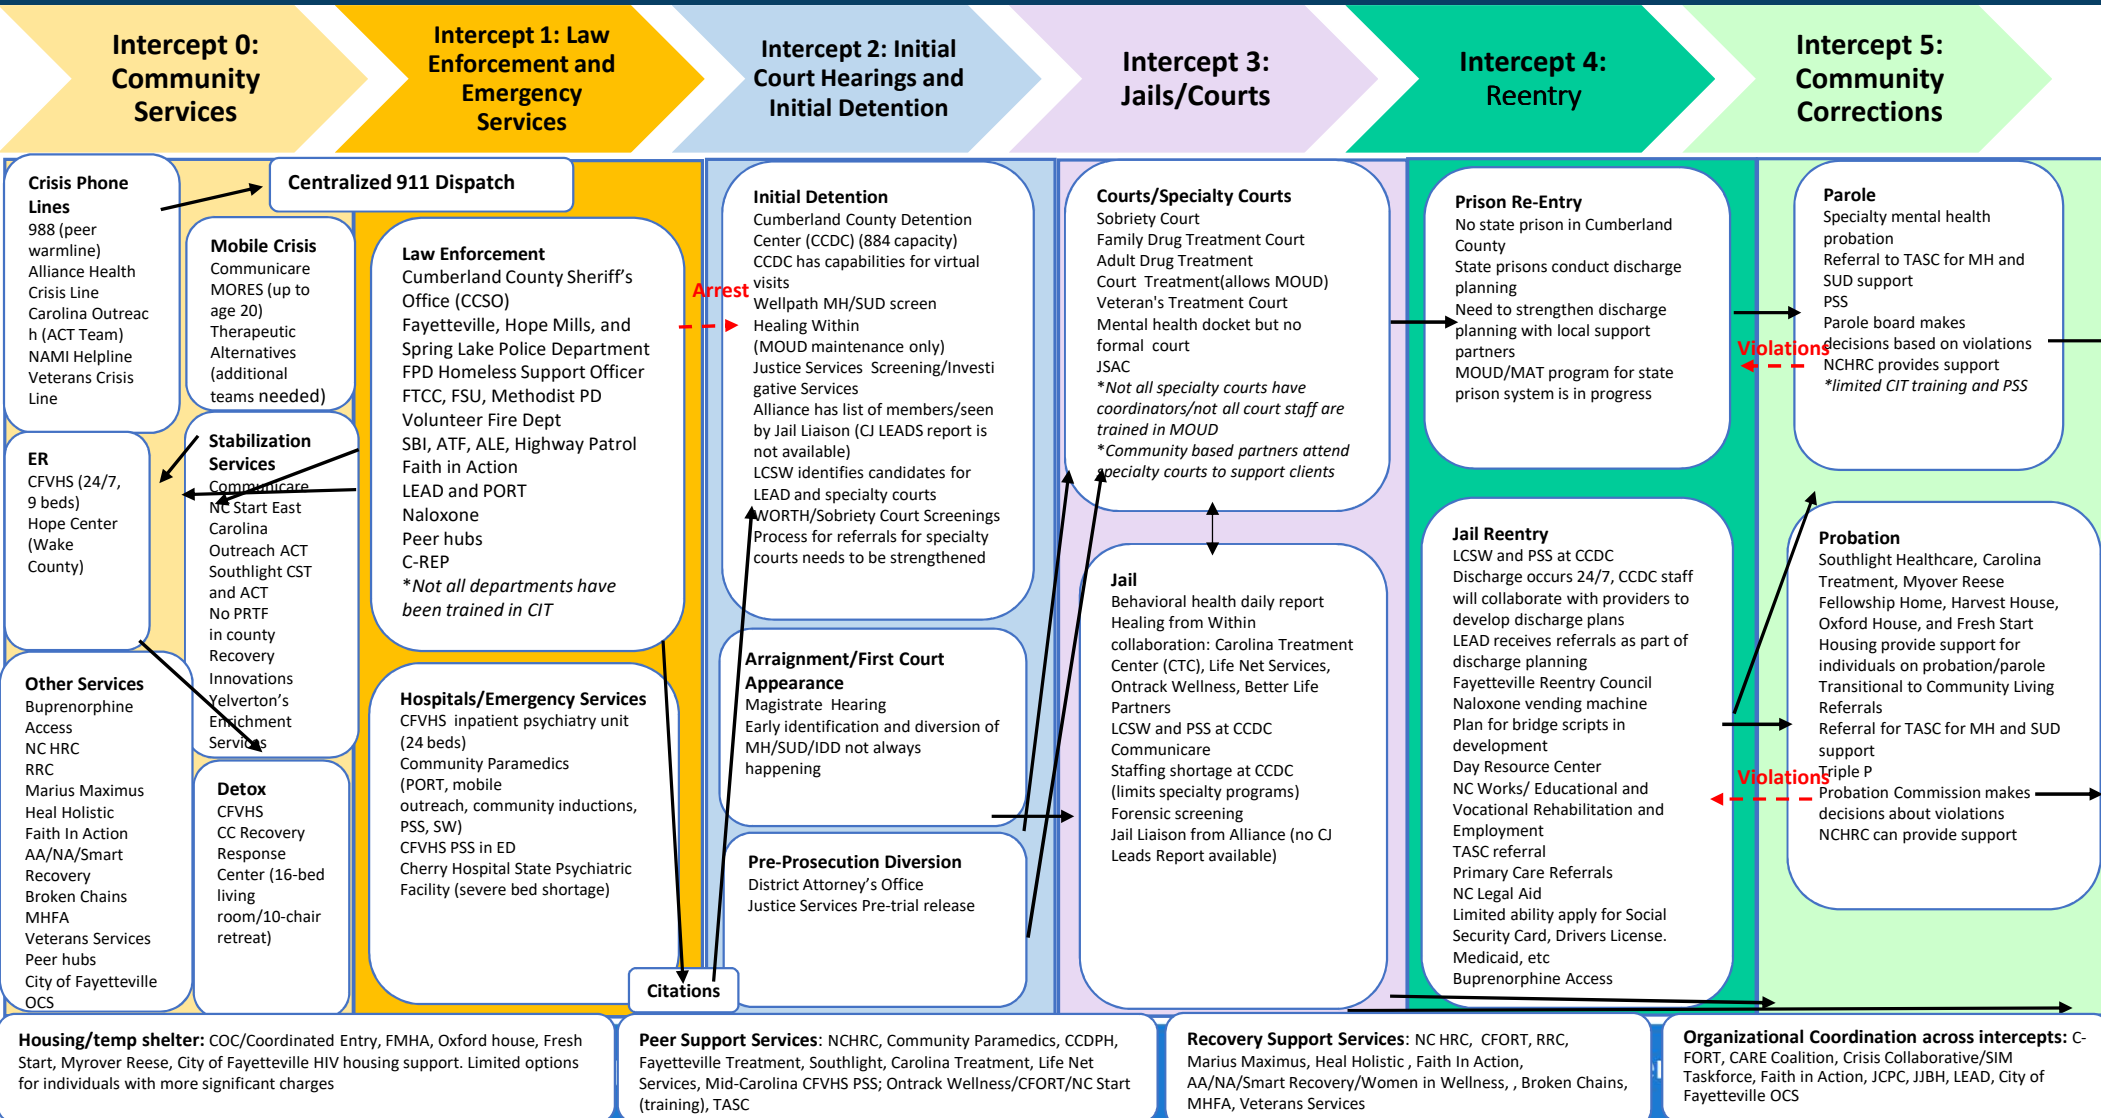 Intercept 0:
Community
Services
Intercept 1: Law
Enforcement and
Emergency
Services
Intercept 2: Initial
Court Hearings and
Initial Detention
Intercept 3:
Jails/Courts
Intercept 4:
Reentry
Intercept 5:
Community
Corrections
Crisis Phone
Lines
988 (peer
warmline)
Alliance Health
Crisis Line
Carolina Outreac
h (ACT Team)
NAMI Helpline
Veterans Crisis
Line
ER
CFVHS (24/7,
9 beds)
Hope Center
(Wake
County)
Other Services
Buprenorphine
Access
NC HRC
RRC
Marius Maximus
Heal Holistic
Faith In Action
AA/NA/Smart
Recovery
Broken Chains
MHFA
Veterans Services
Peer hubs
City of Fayetteville
OCS
Centralized 911 Dispatch
Mobile Crisis
Communicare
MORES (up to
age 20)
Therapeutic
Alternatives
(additional
teams needed)
Stabilization
Services
Communicare
NC Start East
Carolina
Outreach ACT
Southlight CST
and ACT
No PRTF
in county
Recovery
Innovations
Yelverton's
Enrichment
Services
Detox
CFVHS
CC Recovery
Response
Center (16-bed
living
room/10-chair
retreat)
Law Enforcement
Cumberland County Sheriff's
Office (CCSO)
Fayetteville, Hope Mills, and
Spring Lake Police Department
FPD Homeless Support Officer
FTCC, FSU, Methodist PD
Volunteer Fire Dept
SBI, ATF, ALE, Highway Patrol
Faith in Action
LEAD and PORT
Naloxone
Peer hubs
C-REP
*Not all departments have
been trained in CIT
Hospitals/Emergency Services
CFVHS inpatient psychiatry unit
(24 beds)
Community Paramedics
(PORT, mobile
outreach, community inductions,
PSS, SW)
CFVHS PSS in ED
Cherry Hospital State Psychiatric
Facility (severe bed shortage)
Citations
Arrest
Initial Detention
Cumberland County Detention
Center (CCDC) (884 capacity)
CCDC has capabilities for virtual
visits
Wellpath MH/SUD screen
Healing Within
(MOUD maintenance only)
Justice Services Screening/Investi
gative Services
Alliance has list of members/seen
by Jail Liaison (CJ LEADS report is
not available)
LCSW identifies candidates for
LEAD and specialty courts
WORTH/Sobriety Court Screenings
Process for referrals for specialty
courts needs to be strengthened
Arraignment/First Court
Appearance
Magistrate Hearing
Early identification and diversion of
MH/SUD/IDD not always
happening
Pre-Prosecution Diversion
District Attorney's Office
Justice Services Pre-trial release
Courts/Specialty Courts
Sobriety Court
Family Drug Treatment Court
Adult Drug Treatment
Court Treatment(allows MOUD)
Veteran's Treatment Court
Mental health docket but no
formal court
JSAC
*Not all specialty courts have
coordinators/not all court staff are
trained in MOUD
*Community based partners attend
specialty courts to support clients
Jail
Behavioral health daily report
Healing from Within
collaboration: Carolina Treatment
Center (CTC), Life Net Services,
Ontrack Wellness, Better Life
Partners
LCSW and PSS at CCDC
Communicare
Staffing shortage at CCDC
(limits specialty programs)
Forensic screening
Jail Liaison from Alliance (no CJ
Leads Report available)
Prison Re-Entry
No state prison in Cumberland
County
State prisons conduct discharge
planning
Need to strengthen discharge
planning with local support
partners
MOUD/MAT program for state
prison system is in progress
Jail Reentry
LCSW and PSS at CCDC
Discharge occurs 24/7, CCDC staff
will collaborate with providers to
develop discharge plans
LEAD receives referrals as part of
discharge planning
Fayetteville Reentry Council
Naloxone vending machine
Plan for bridge scripts in
development
Day Resource Center
NC Works/ Educational and
Vocational Rehabilitation and
Employment
TASC referral
Primary Care Referrals
NC Legal Aid
Limited ability apply for Social
Security Card, Drivers License.
Medicaid, etc
Buprenorphine Access
Violations
Parole
Specialty mental health
probation
Referral to TASC for MH and
SUD support
PSS
Parole board makes
decisions based on violations
NCHRC provides support
*limited CIT training and PSS
Violations
Probation
Southlight Healthcare, Carolina
Treatment, Myover Reese
Fellowship Home, Harvest House,
Oxford House, and Fresh Start
Housing provide support for
individuals on probation/parole
Transitional to Community Living
Referrals
Referral for TASC for MH and SUD
support
Triple P
Probation Commission makes
decisions about violations
NCHRC can provide support
Housing/temp shelter: COC/Coordinated Entry, FMHA, Oxford house, Fresh
Start, Myrover Reese, City of Fayetteville HIV housing support. Limited options
for individuals with more significant charges
Peer Support Services: NCHRC, Community Paramedics, CCDPH,
Fayetteville Treatment, Southlight, Carolina Treatment, Life Net
Services, Mid-Carolina CFVHS PSS; Ontrack Wellness/CFORT/NC Start
(training), TASC
Recovery Support Services: NC HRC, CFORT, RRC,
Marius Maximus, Heal Holistic , Faith In Action,
AA/NA/Smart Recovery/Women in Wellness, , Broken Chains,
MHFA, Veterans Services
Organizational Coordination across intercepts: C-
FORT, CARE Coalition, Crisis Collaborative/SIM
Taskforce, Faith in Action, JCPC, JJBH, LEAD, City of
Fayetteville OCS